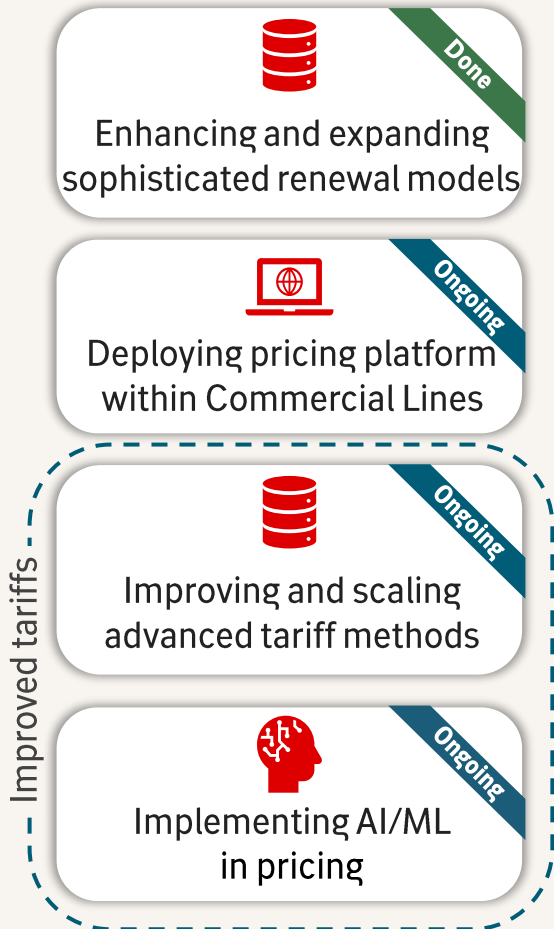 Done
Enhancing and expanding
sophisticated renewal models
Ongoing
Deploying pricing platform
within Commercial Lines
Improved tariffs
Ongoing
Improving and scaling
advanced tariff methods
Ongoing
Implementing AI/ML
in pricing